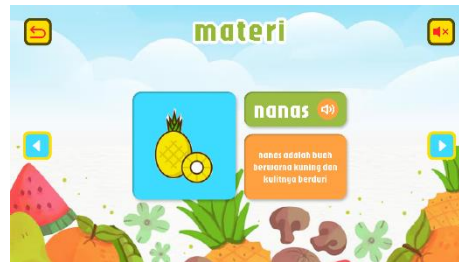 materi
nanas
nanas adalah buah
berwarna kuning dan
kulitnya berduri